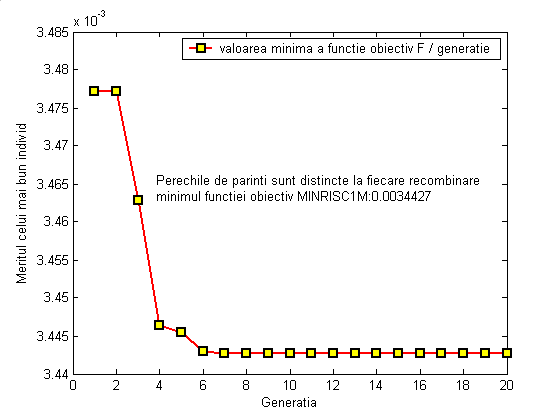 x 10-3
3.485
3.48
3.475
3.47
3.465
3.46
3.455
3.45
3.445
3.44
Meritul celui mai bun individ
valoarea minima a functie obiectiv F / generatie
Perechile de parinti sunt distincte la fiecare recombinare
minimul functiei obiectiv MINRISC1M:0.0034427
0 2 4 6 8 10 12 14 16 18 20
Generatia